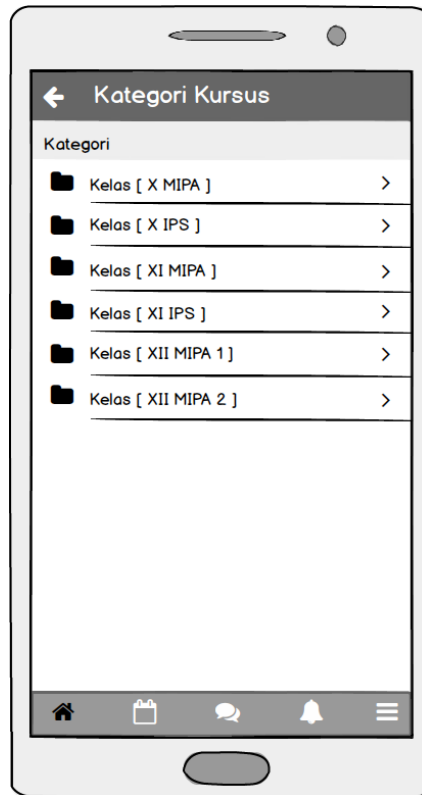 Kategori Kursus
Kategori
Kelas [ X MIPA ]
Kelas [ X IPS ]
Kelas [ XI MIPA ]
Kelas [ XI IPS ]
Kelas [ XII MIPA 1 ]
Kelas [ XII MIPA 2 ]